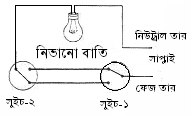 নিভানো বাতি
নিউট্রাল তার
সাপ্লাই
ফেজ তার
সুইচ-২
সুইচ-১